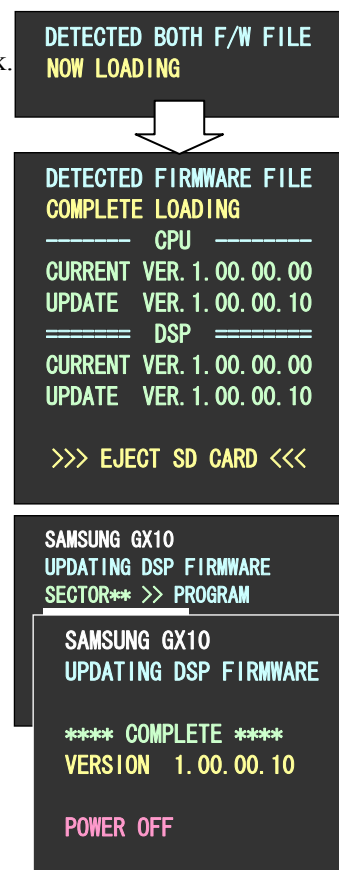 k.
DETECTED BOTH F/W FILE
NOW LOADING
DETECTED FIRMWARE FILE
COMPLETE LOADING
------- CPU --------
CURRENT VER.1.00.00.00
UPDATE VER.1.00.00.10
======= DSP ========
CURRENT VER.1.00.00.00
UPDATE VER.1.00.00.10
>>> EJECT SD CARD <<<
SAMSUNG GX10
UPDATING DSP FIRMWARE
SECTOR** >> PROGRAM
SAMSUNG GX10
UPDATING DSP FIRMWARE
**** COMPLETE ****
VERSION 1.00.00.10
POWER OFF